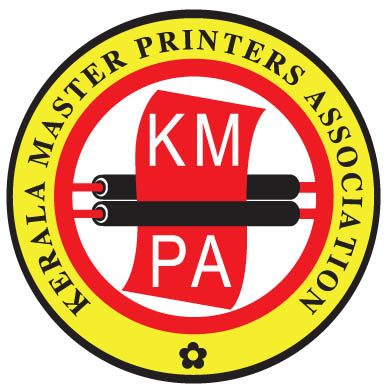 KERALA MASTER PRINTERS ASSOCIATION
KM
PA